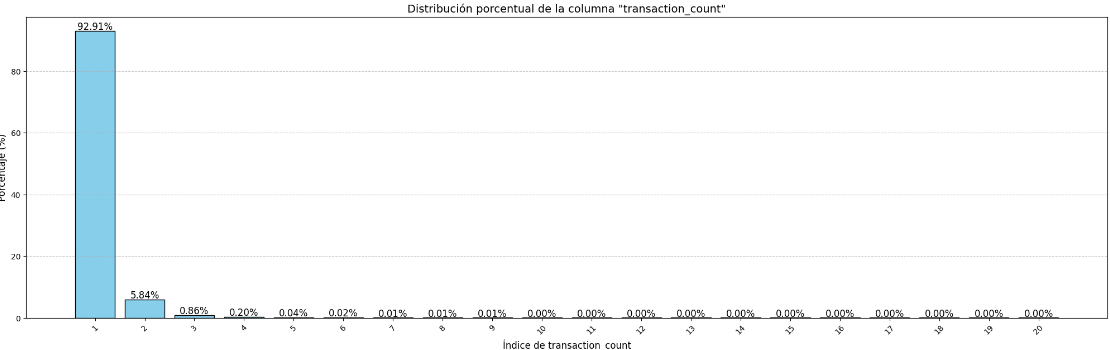 Distribución porcentual de la columna "transaction_count"
Porcentaje (%)
80
60
40
20
0
92.91% 5.84% 0.86% 0.20% 0.04% 0.02% 0.01% 0.01% 0.01% 0.00% 0.00% 0.00% 0.00% 0.00% 0.00% 0.00% 0.00% 0.00% 0.00% 0.00%
1 2 3 4 5 6 7 8 9 10 11 12 13 14 15 16 17 18 19 20
Índice de transaction_count